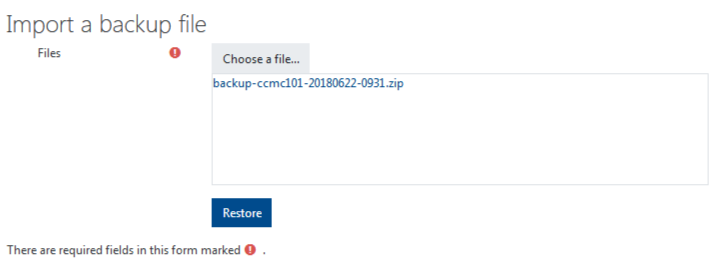 Import a backup file
Files
Choose a file...
backup-ccmc101-20180622-0931.zip
Restore
There are required fields in this form marked .